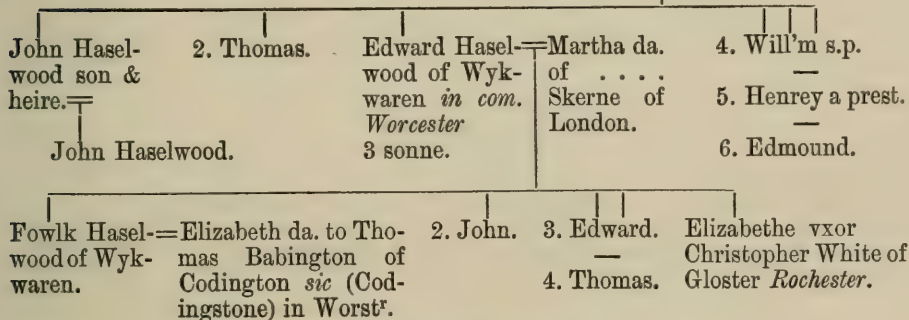 John Hasel-
wood son &
heire.
John Haselwood.
2. Thomas.
Edward Hasel-
wood of Wyk-
waren in com.
Worcester
3 sonne.
Martha da.
of . . . .
Skerne of
London.
4. Will'm s.p.
—
5. Henrey a prest.
—
6. Edmound.
Fowlk Hasel-
wood of Wyk-
waren.
Elizabeth da. to Tho-
mas Babington of
Codington sic (Cod-
ingstone) in Worstʳ.
2. John.
3. Edward.
—
4. Thomas.
Elizabethe vxor
Christopher White of
Gloster Rochester.